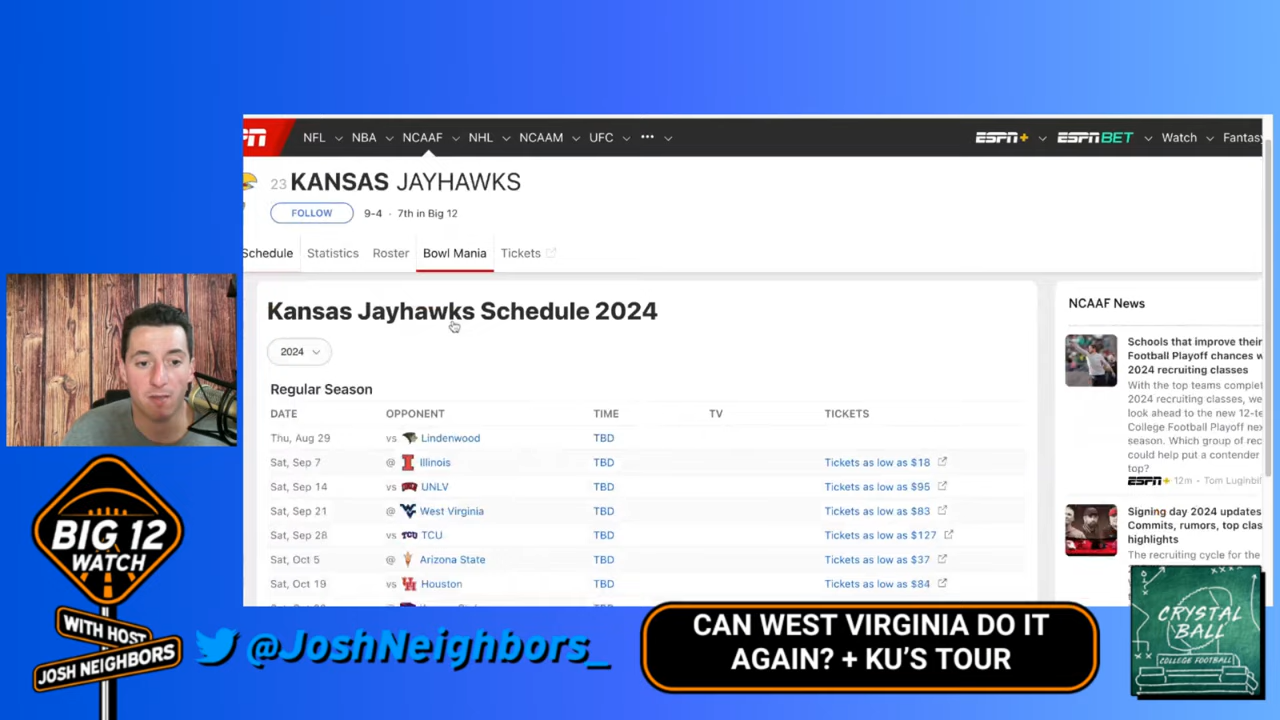 NFL NBA NCAAF NHL NCAAM UFC ••• ESPN+ ESPN BET Watch Fantasy
23 KANSAS JAYHAWKS
FOLLOW 9-4 · 7th in Big 12
Schedule Statistics Roster Bowl Mania Tickets
Kansas Jayhawks Schedule 2024
2024
Regular Season
DATE OPPONENT TIME TV TICKETS
Thu, Aug 29 vs Lindenwood TBD
Sat, Sep 7 @ Illinois TBD Tickets as low as $18
Sat, Sep 14 vs UNLV TBD Tickets as low as $95
Sat, Sep 21 @ West Virginia TBD Tickets as low as $83
Sat, Sep 28 vs TCU TCU TBD Tickets as low as $127
Sat, Oct 5 @ Arizona State TBD Tickets as low as $37
Sat, Oct 19 vs Houston TBD Tickets as low as $84
NCAAF News
Schools that improve their
Football Playoff chances w
2024 recruiting classes
With the top teams complet
2024 recruiting classes, we
look ahead to the new 12-te
College Football Playoff ne
season. Which group of rec
could help put a contender
top?
ESPN+ 12m · Tom Luginbil
Signing day 2024 updates
Commits, rumors, top clas
highlights
The recruiting cycle for the
BIG 12
WATCH
WITH HOST
JOSH NEIGHBORS
@JoshNeighbors_
CAN WEST VIRGINIA DO IT
AGAIN? + KU'S TOUR
CRYSTAL
BALL
COLLEGE FOOTBALL